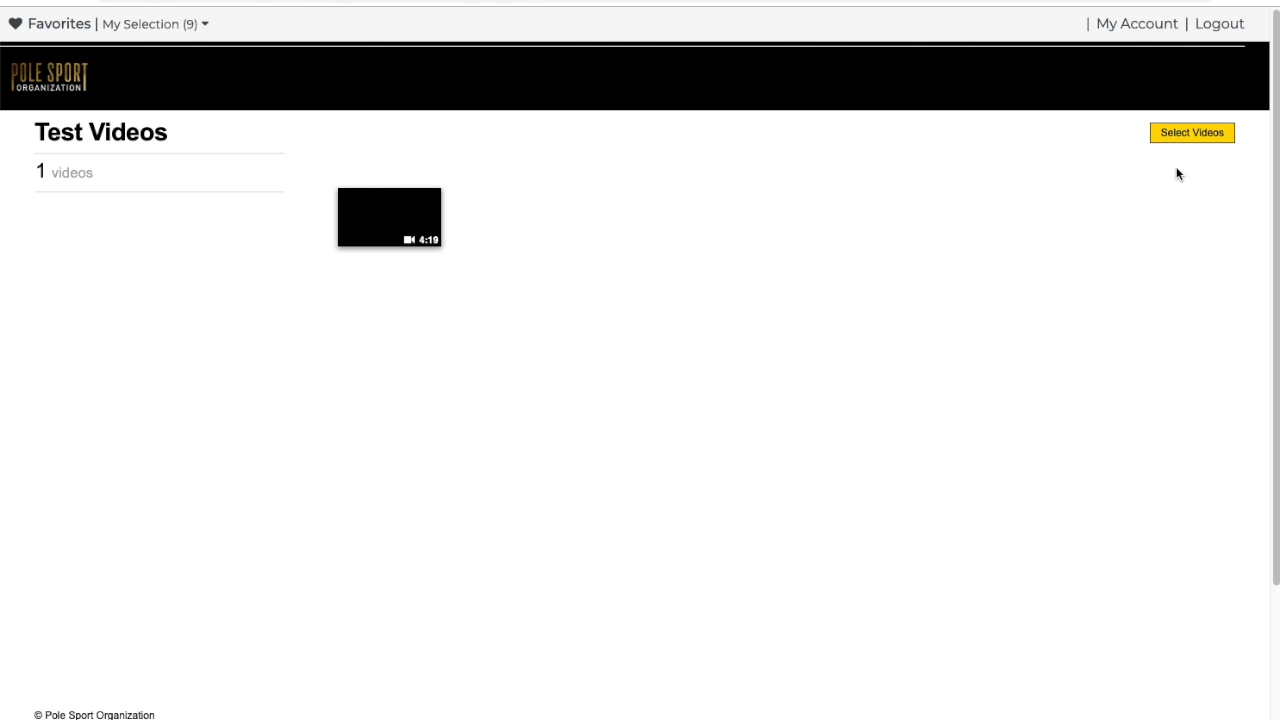 Favorites | My Selection (9)
| My Account | Logout
POLE SPORT
ORGANIZATION
Test Videos
Select Videos
1 videos
4:19
© Pole Sport Organization